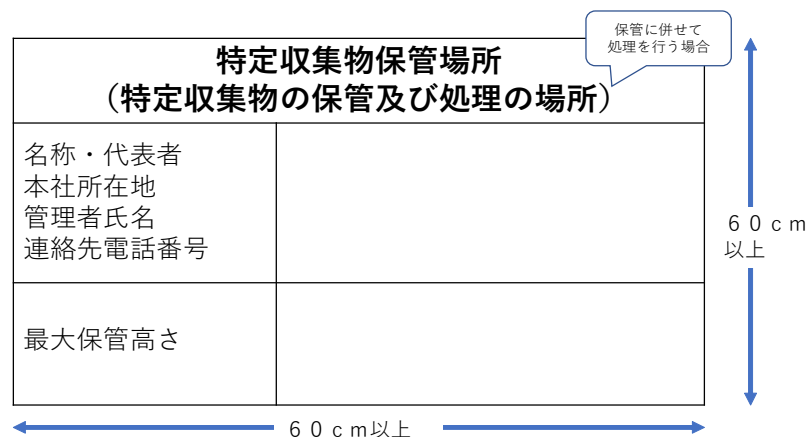 保管に併せて
処理を行う場合
特定収集物保管場所
（特定収集物の保管及び処理の場所）
名称・代表者
本社所在地
管理者氏名
連絡先電話番号
最大保管高さ
６０ｃｍ
以上
６０ｃｍ以上